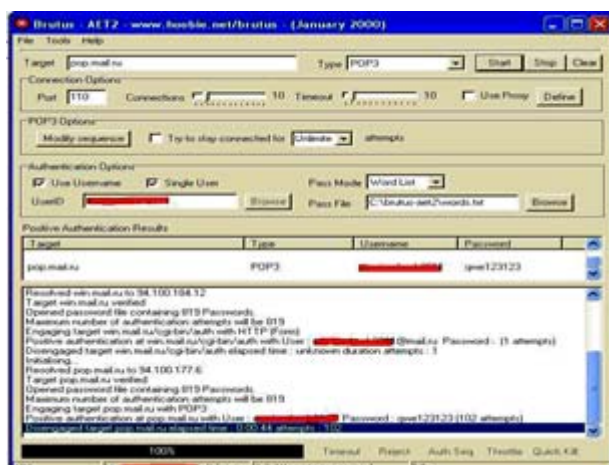 Brutus - AET2 - www.hoobie.net/brutus - (January 2000)
File Tools Help
Target pop.mail.ru Type POP3 Start Stop Clear
Connection Options
Port 110 Connections 10 Timeout 10 Use Proxy Define
POP3 Options
Modify sequence Try to stay connected for Unlimite attempts
Authentication Options
Use Username Single User Pass Mode Word List
UserID Browse Pass File C:\brutus-aet2\words.txt Browse
Positive Authentication Results
Target Type Username Password
pop.mail.ru POP3 qwe123123
Resolved win.mail.ru to 94.100.184.12
Target win.mail.ru verified
Opened password file containing 819 Passwords.
Maximum number of authentication attempts will be 819
Engaging target win.mail.ru/cgi-bin/auth with HTTP (Form)
Positive authentication at win.mail.ru/cgi-bin/auth with User : @mail.ru Password : (1 attempts)
Disengaged target win.mail.ru/cgi-bin/auth elapsed time : unknown duration attempts : 1
Initialising...
Resolved pop.mail.ru to 94.100.177.6
Target pop.mail.ru verified
Opened password file containing 819 Passwords.
Maximum number of authentication attempts will be 819
Engaging target pop.mail.ru with POP3
Positive authentication at pop.mail.ru with User : Password : qwe123123 (102 attempts)
Disengaged target pop.mail.ru elapsed time : 0:00:44 attempts : 102
100% Timeout Reject Auth Seq Throttle Quick Kill